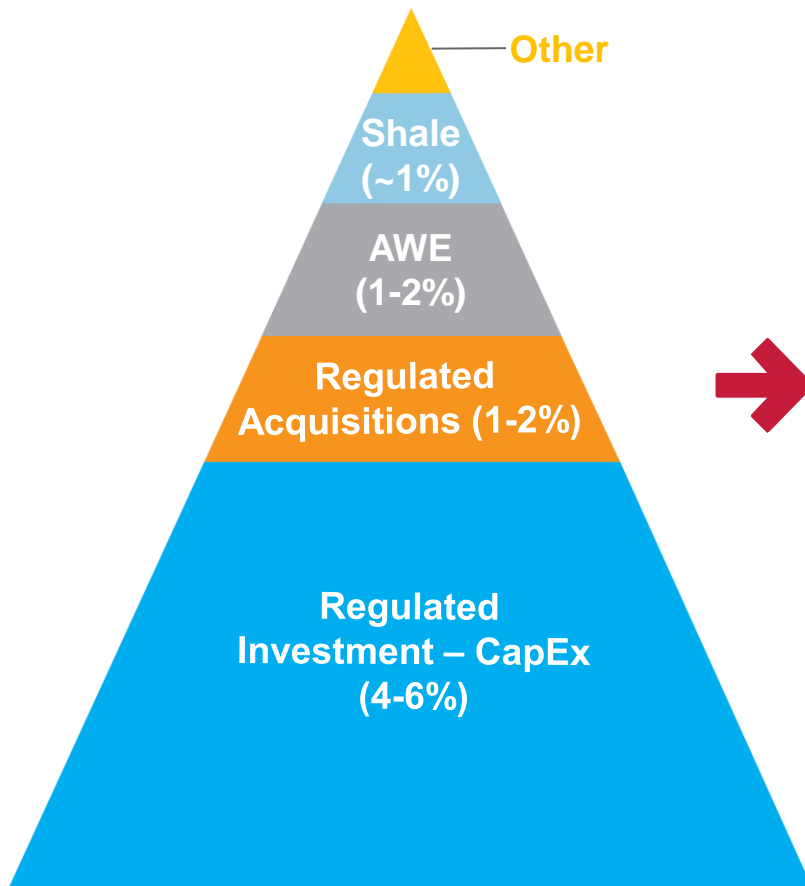 Other
Shale
(~1%)
AWE
(1-2%)
Regulated
Acquisitions (1-2%)
Regulated
Investment – CapEx
(4-6%)